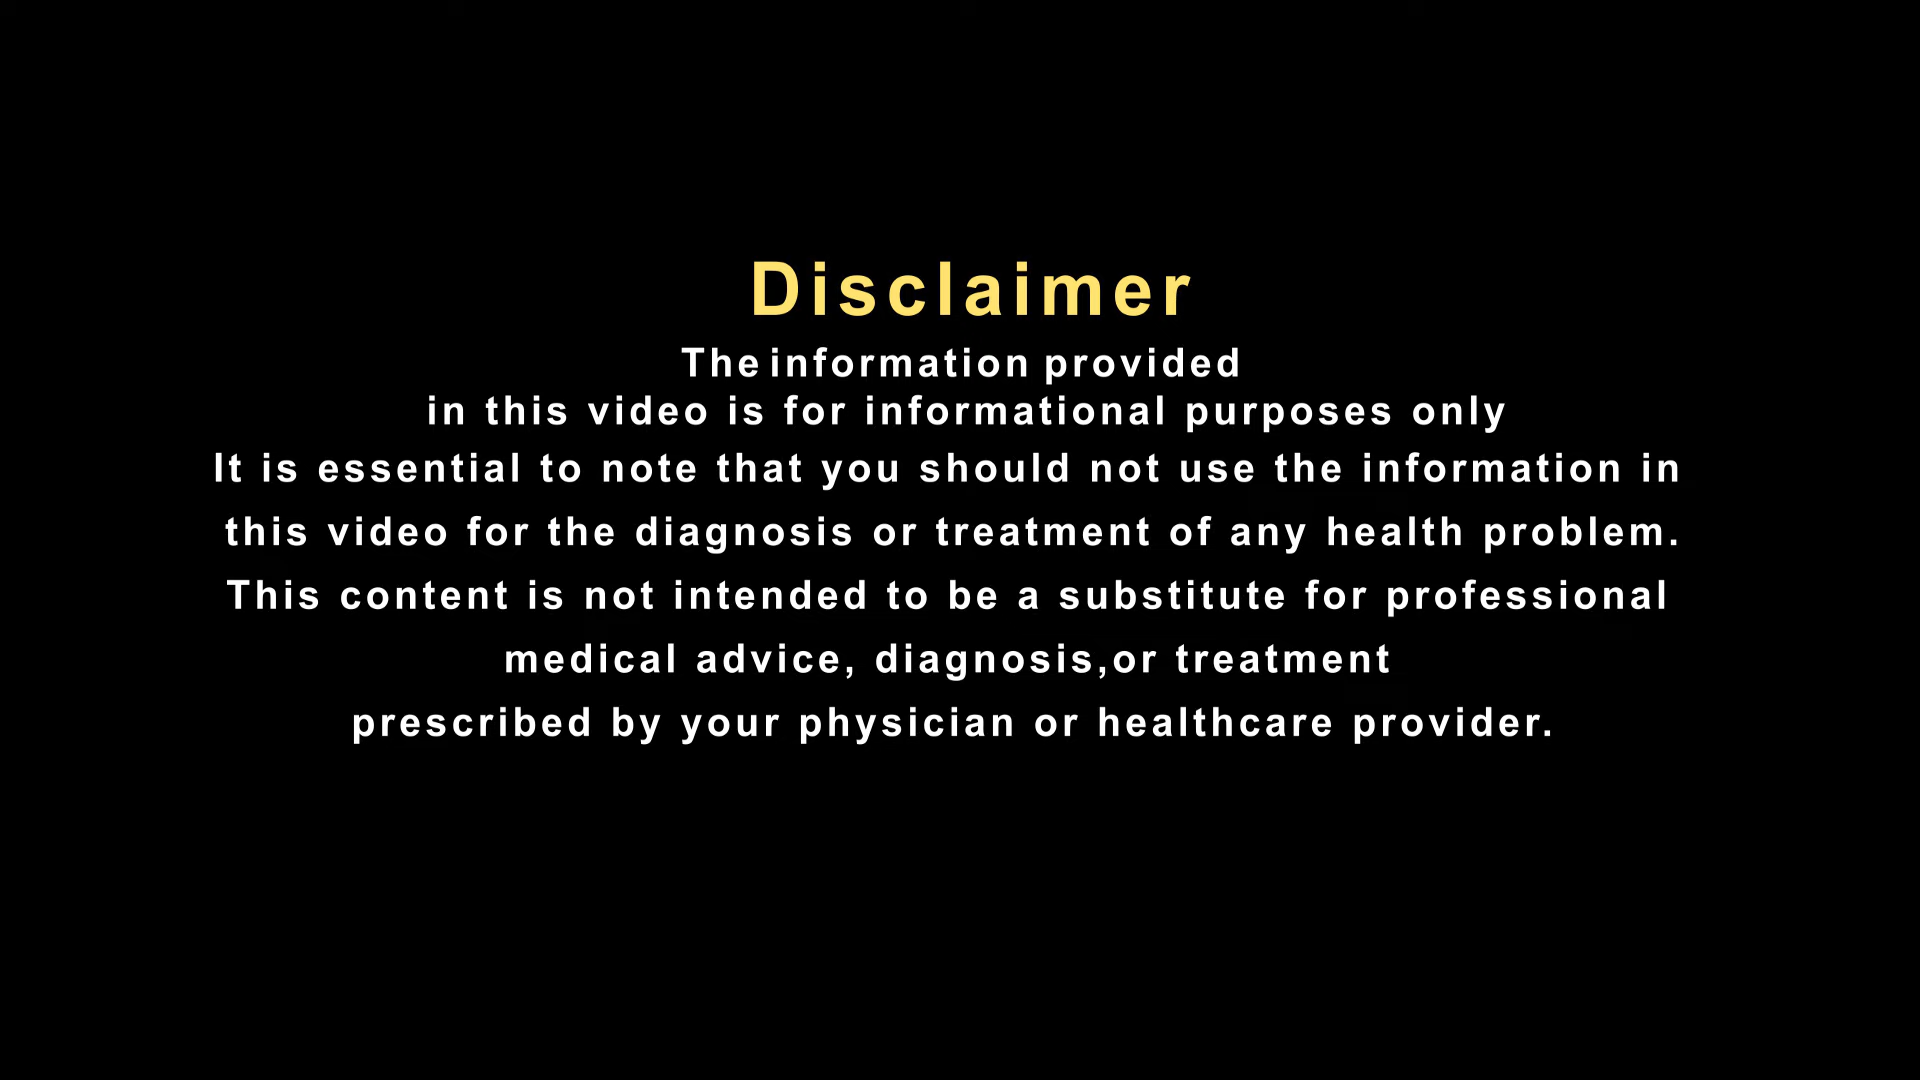 Disclaimer
The information provided
in this video is for informational purposes only
It is essential to note that you should not use the information in
this video for the diagnosis or treatment of any health problem.
This content is not intended to be a substitute for professional
medical advice, diagnosis,or treatment
prescribed by your physician or healthcare provider.